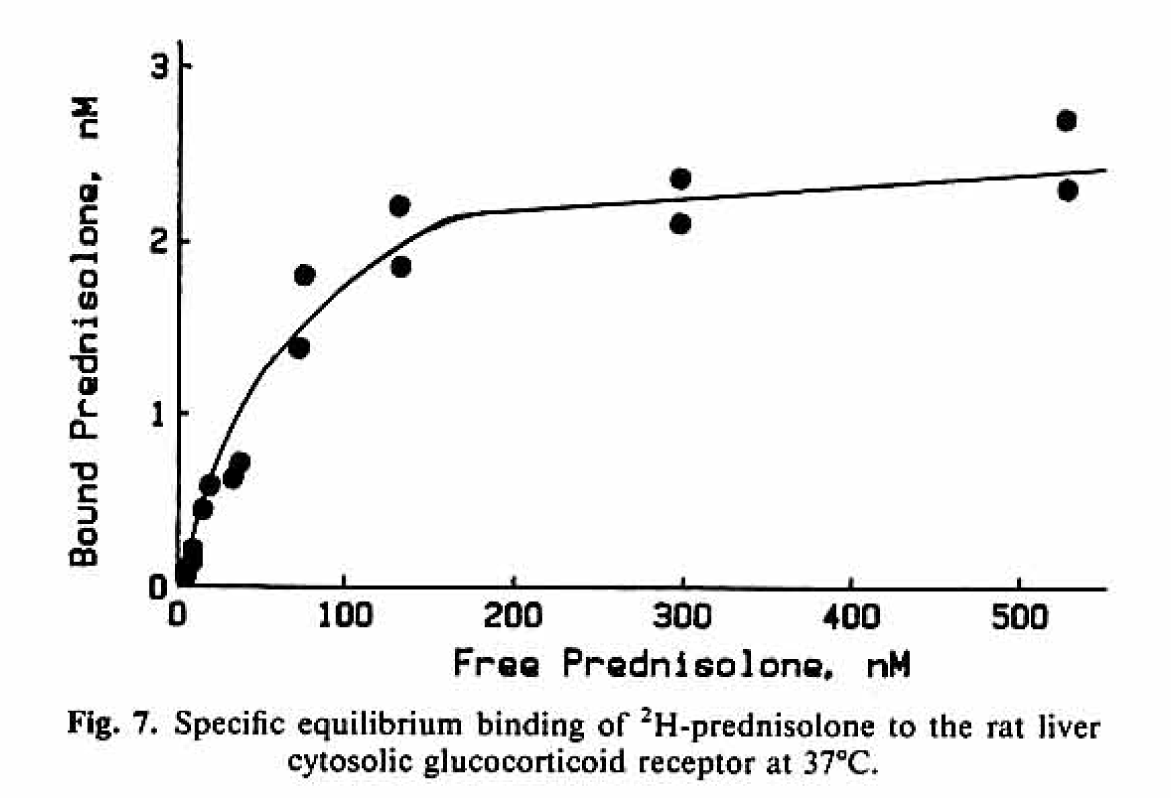 3
2
1
0
Bound Prednisolone, nM
0 100 200 300 400 500
Free Prednisolone, nM
Fig. 7. Specific equilibrium binding of ²H-prednisolone to the rat liver
cytosolic glucocorticoid receptor at 37°C.